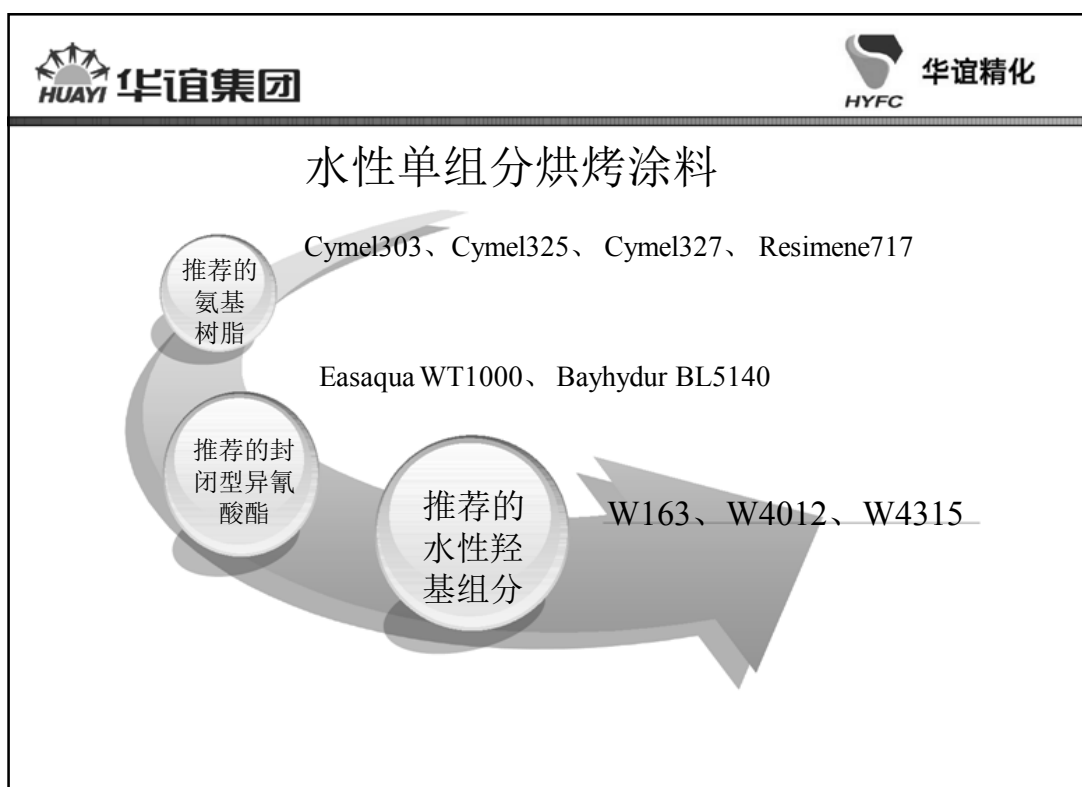 HUAYI 华谊集团
HYFC 华谊精化
水性单组分烘烤涂料
Cymel303、Cymel325、 Cymel327、 Resimene717
推荐的
氨基
树脂
Easaqua WT1000、 Bayhydur BL5140
推荐的封
闭型异氰
酸酯
推荐的
水性羟
基组分
W163、W4012、W4315